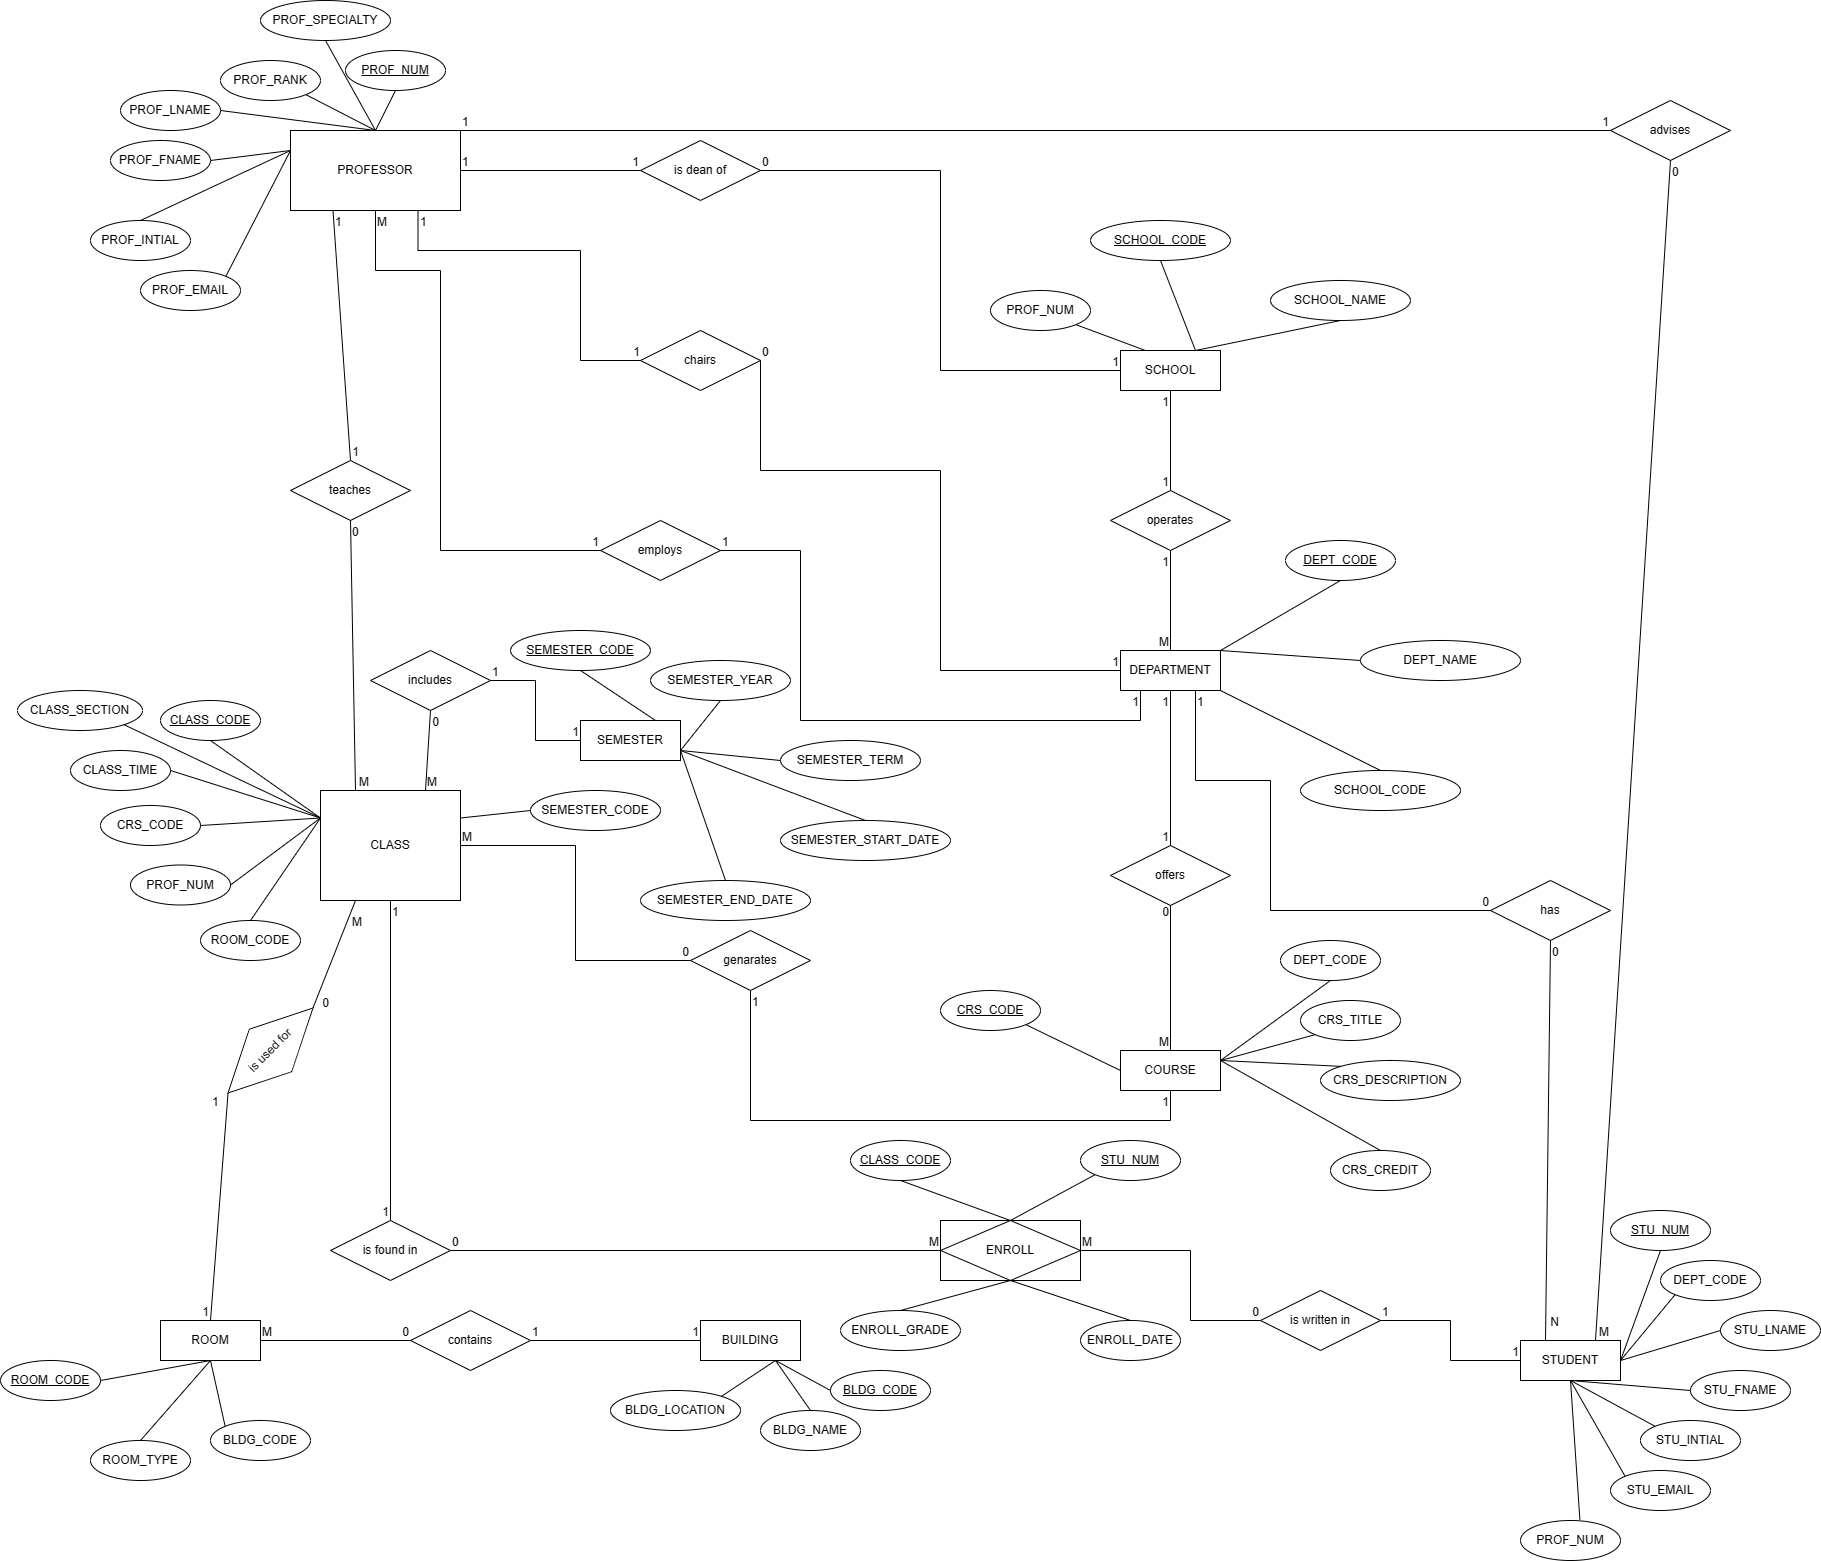 PROF_SPECIALTY
PROF_NUM
PROF_RANK
PROF_LNAME
PROF_FNAME
PROF_INTIAL
PROF_EMAIL
PROFESSOR
1
1
advises
0
1
1
is dean of
0
1
M
1
SCHOOL_CODE
PROF_NUM
SCHOOL_NAME
1
SCHOOL
1
1
chairs
0
1
teaches
0
1
operates
1
1
employs
1
DEPT_CODE
DEPT_NAME
M
1
DEPARTMENT
1
1
1
SCHOOL_CODE
includes
1
0
SEMESTER_CODE
SEMESTER_YEAR
1
SEMESTER
SEMESTER_TERM
SEMESTER_START_DATE
SEMESTER_END_DATE
CLASS_SECTION
CLASS_CODE
CLASS_TIME
CRS_CODE
PROF_NUM
ROOM_CODE
M
M
CLASS
SEMESTER_CODE
M
M
1
1
offers
0
0
has
0
0
genarates
1
DEPT_CODE
CRS_CODE
CRS_TITLE
CRS_DESCRIPTION
CRS_CREDIT
M
COURSE
1
0
is used for
1
CLASS_CODE
STU_NUM
1
is found in
0
M
ENROLL
M
ENROLL_GRADE
ENROLL_DATE
0
is written in
1
STU_NUM
DEPT_CODE
STU_LNAME
STU_FNAME
STU_INTIAL
STU_EMAIL
PROF_NUM
N
M
1
STUDENT
1
ROOM
M
0
contains
1
1
BUILDING
ROOM_CODE
ROOM_TYPE
BLDG_CODE
BLDG_LOCATION
BLDG_NAME
BLDG_CODE